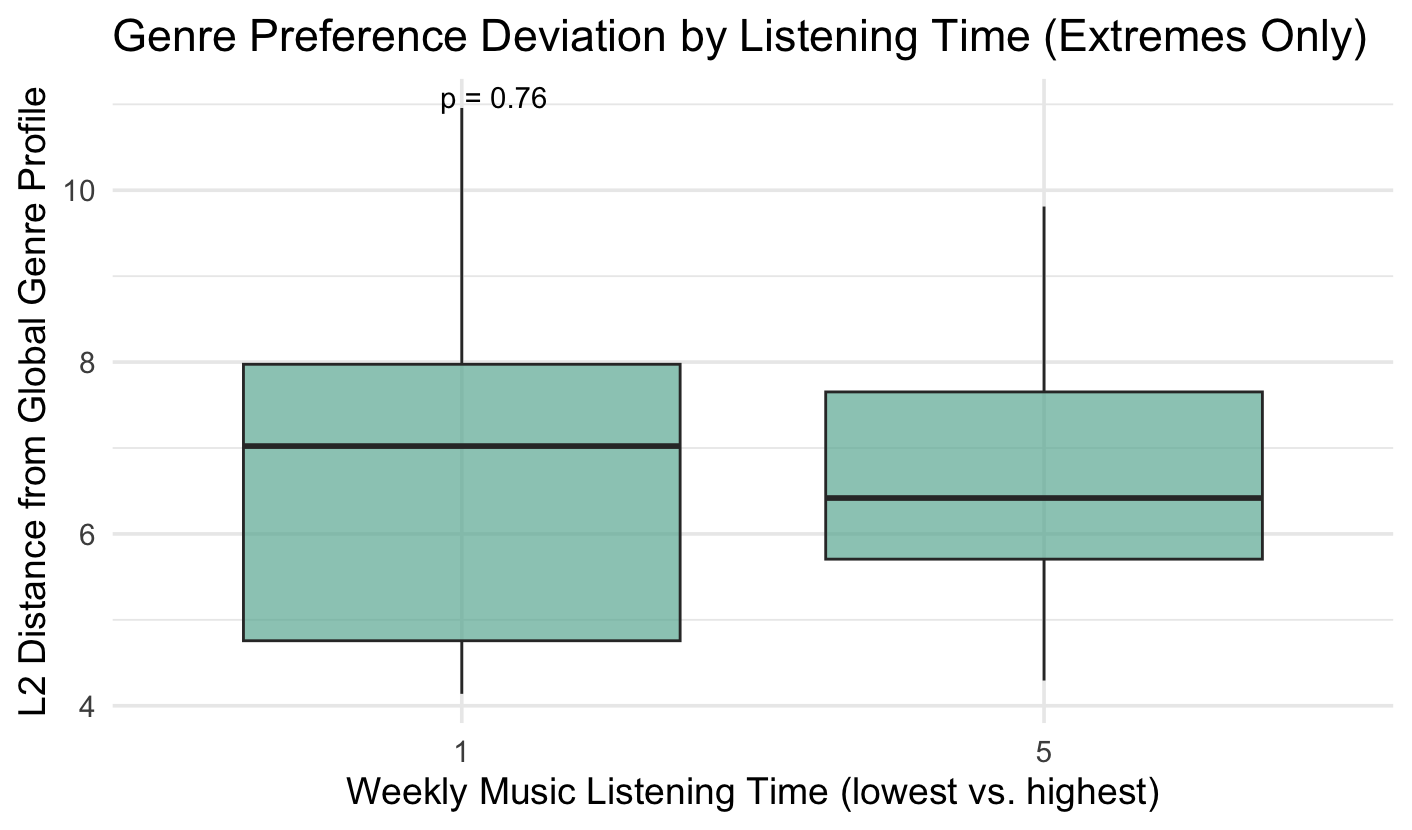 Genre Preference Deviation by Listening Time (Extremes Only)
L2 Distance from Global Genre Profile
p = 0.76
10
8
6
4
1
5
Weekly Music Listening Time (lowest vs. highest)